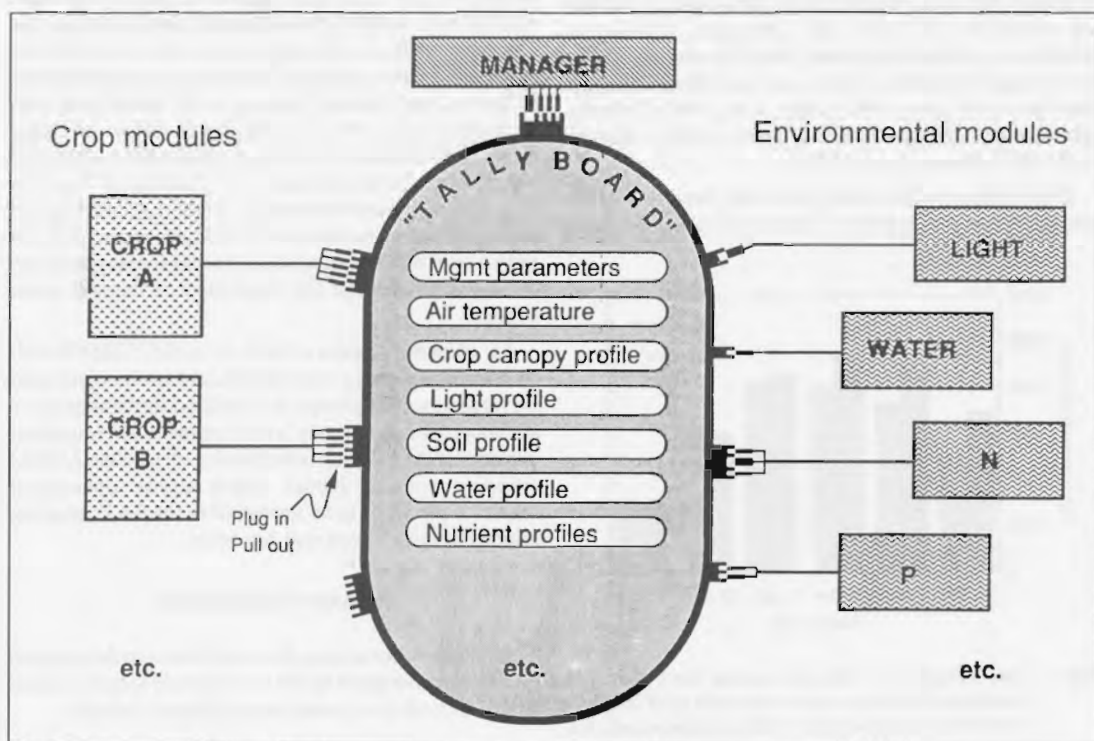 MANAGER
Crop modules
Environmental modules
"TALLY BOARD"
CROP
A
CROP
B
Plug in
Pull out
Mgmt parameters
Air temperature
Crop canopy profile
Light profile
Soil profile
Water profile
Nutrient profiles
LIGHT
WATER
N
P
etc.
etc.
etc.